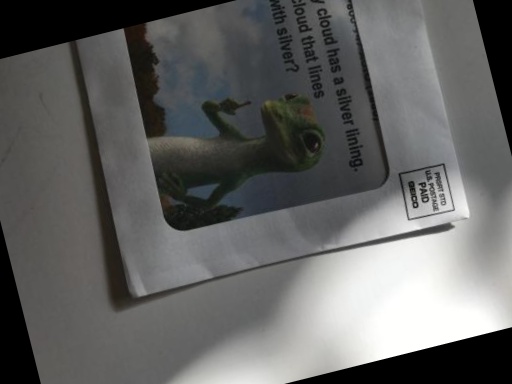 y cloud has a silver lining.
cloud that lines
with silver?
PRSRT STD
U.S. POSTAGE
PAID
GEICO